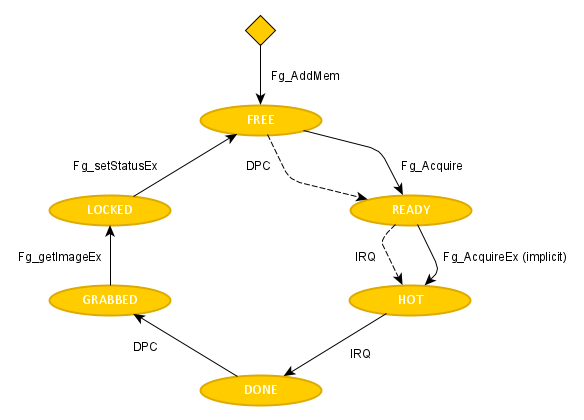 Fg_AddMem
FREE
Fg_setStatusEx
DPC
Fg_Acquire
LOCKED
READY
Fg_getImageEx
IRQ
Fg_AcquireEx (implicit)
GRABBED
HOT
DPC
IRQ
DONE